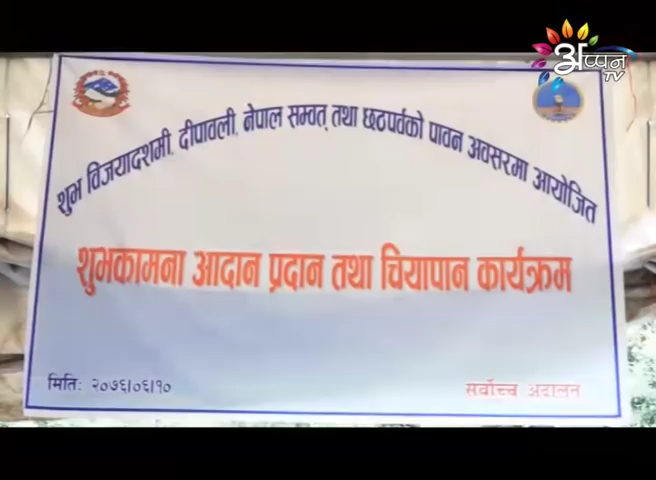 अप्पन
TV
शुभ विजयादशमी, दीपावली, नेपाल सम्वत् तथा छठपर्वको पावन अवसरमा आयोजित
शुभकामना आदान प्रदान तथा चियापान कार्यक्रम
मिति: २०७६।०६।१०
सर्वोच्च अदालत